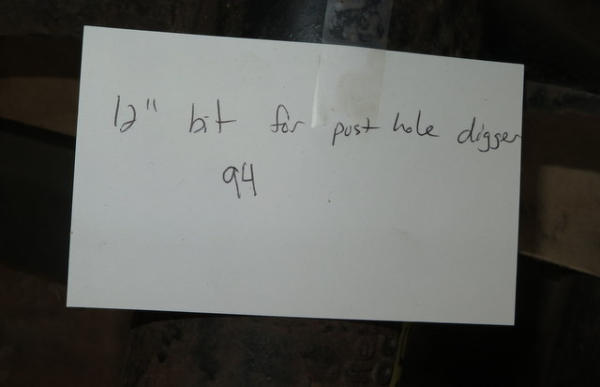 12" bit for post hole digger
94